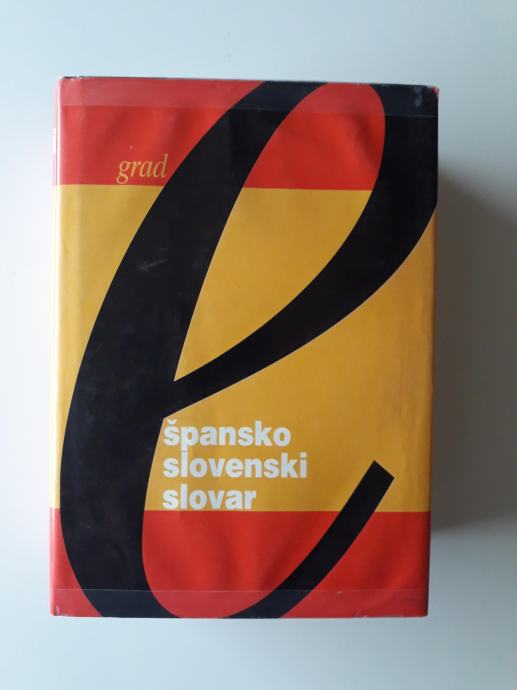 grad
e
špansko
slovenski
slovar